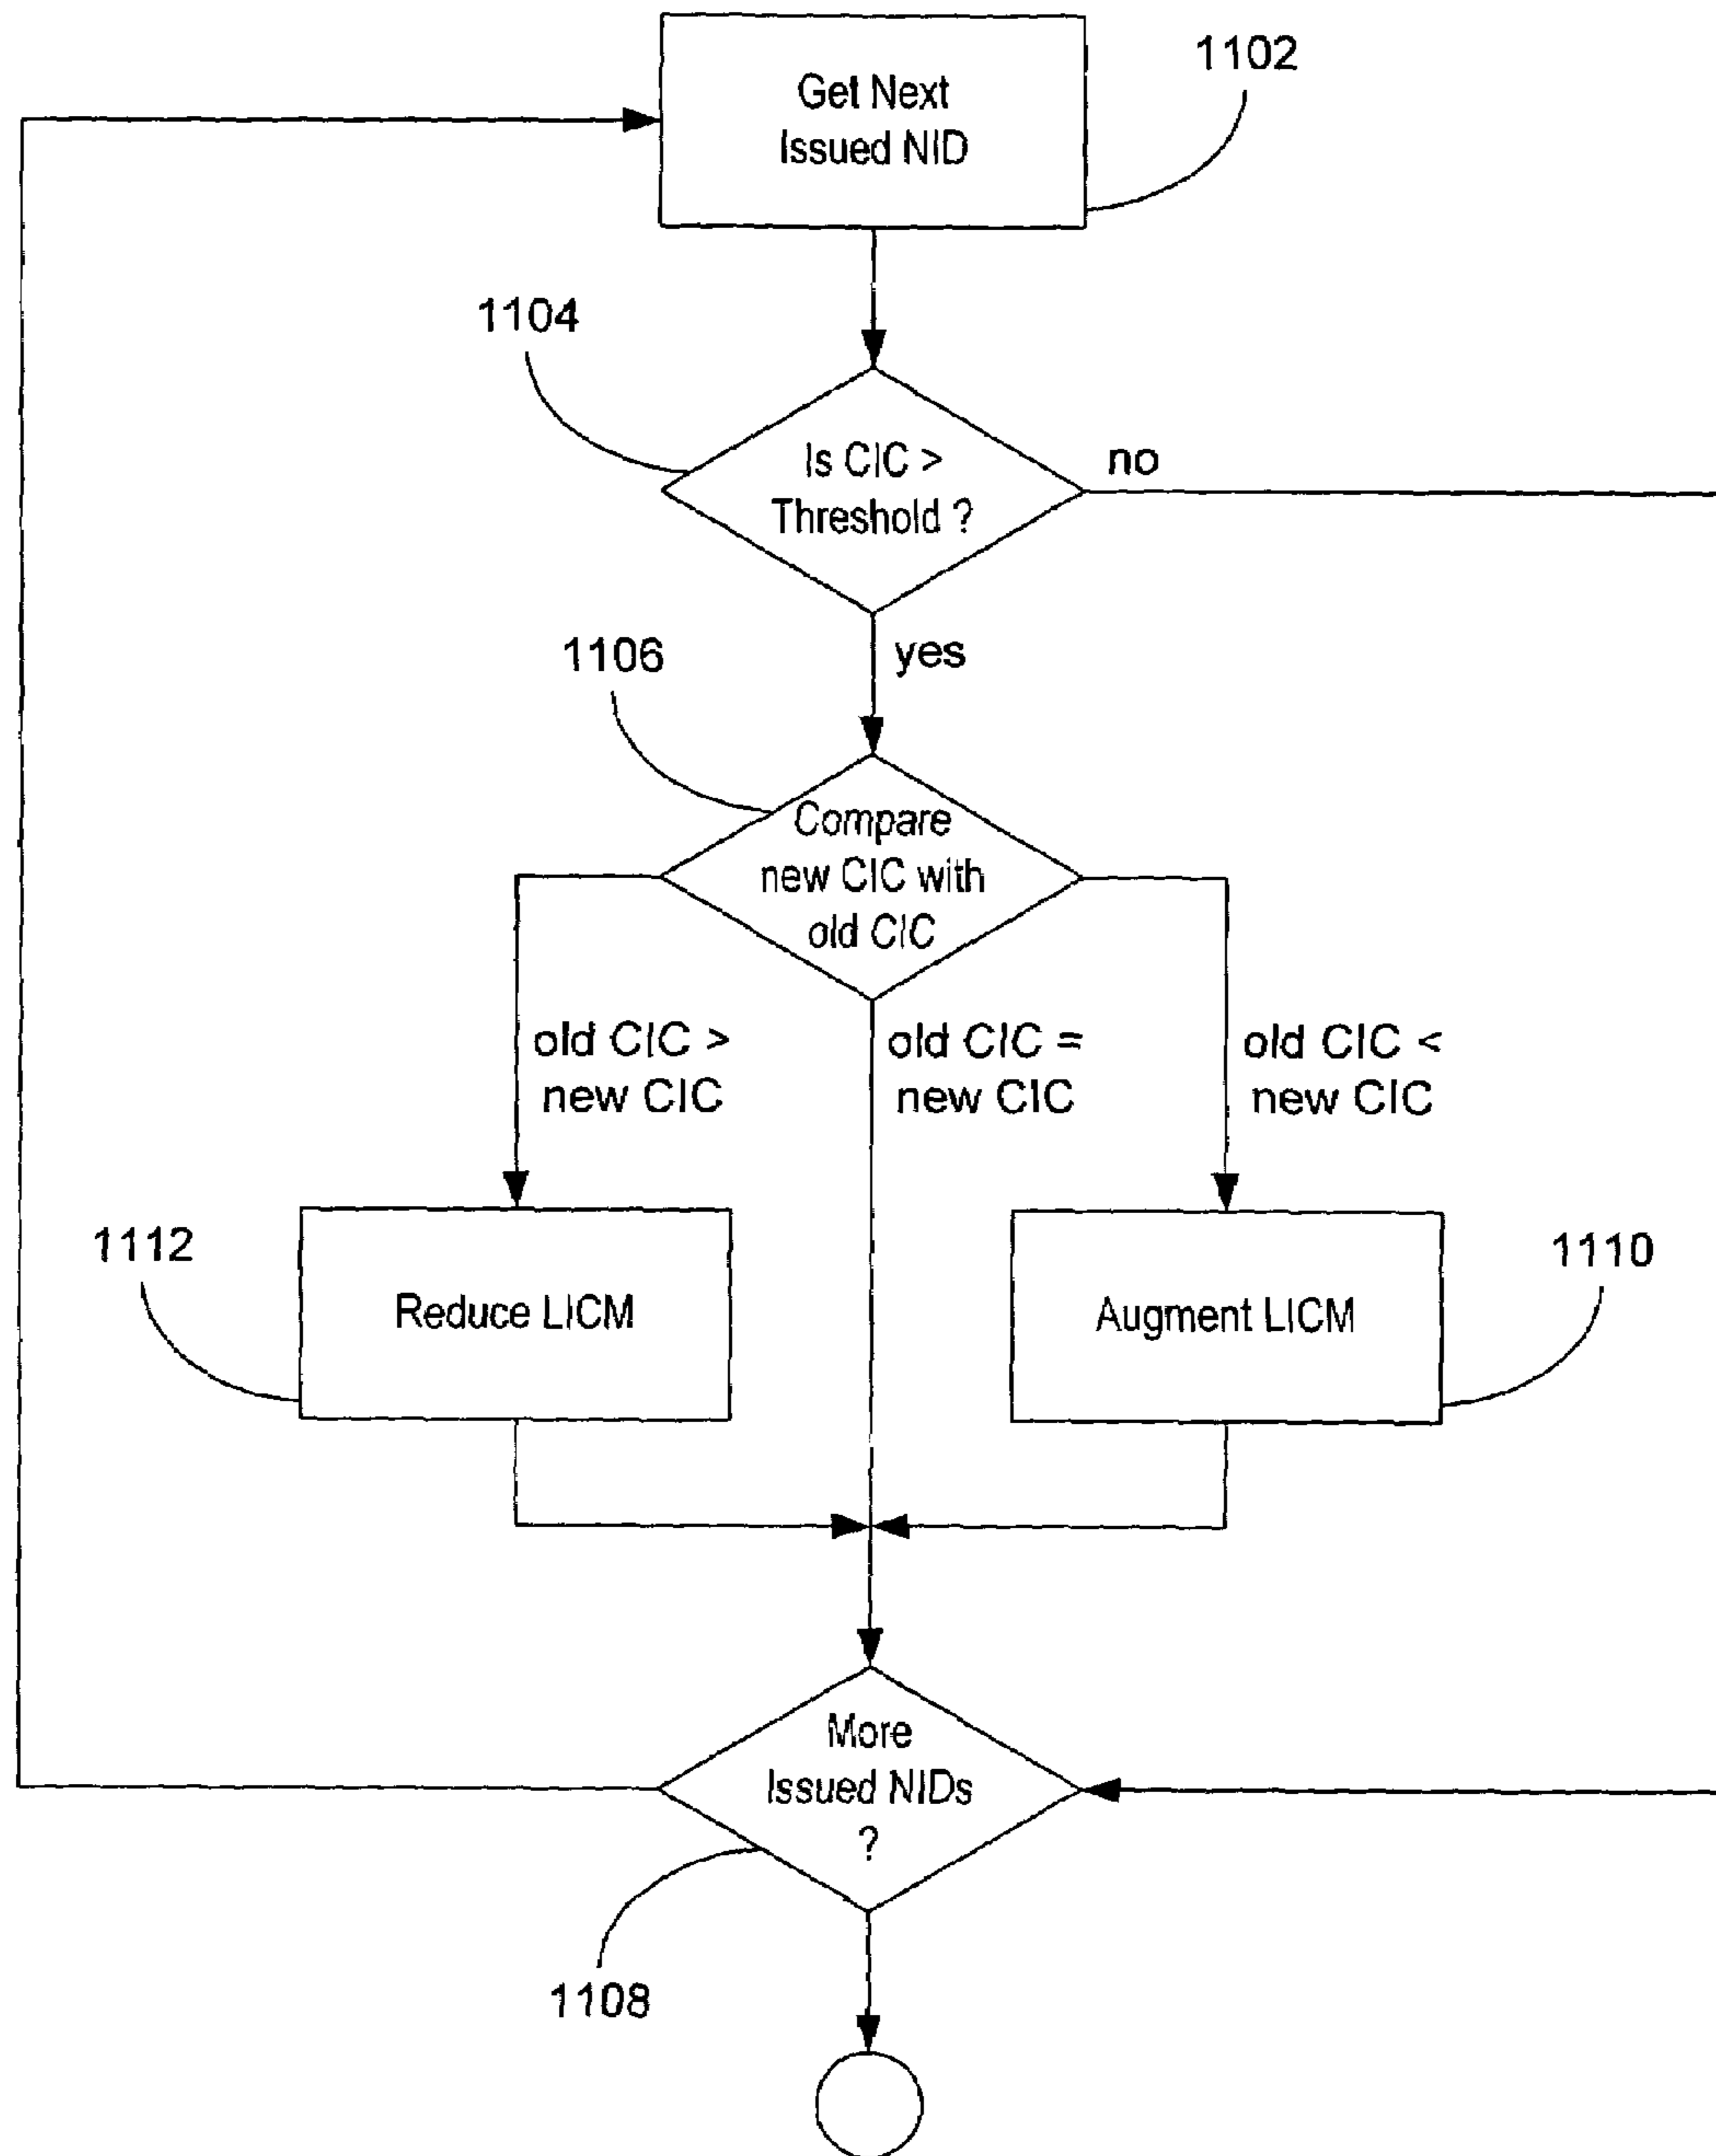 Get Next
Issued NID
1102
1104
Is CIC >
Threshold ?
no
yes
1106
Compare
new CIC with
old CIC
old CIC >
new CIC
old CIC =
new CIC
old CIC <
new CIC
1112
Reduce LICM
Augment LICM
1110
More
Issued NIDs
?
1108